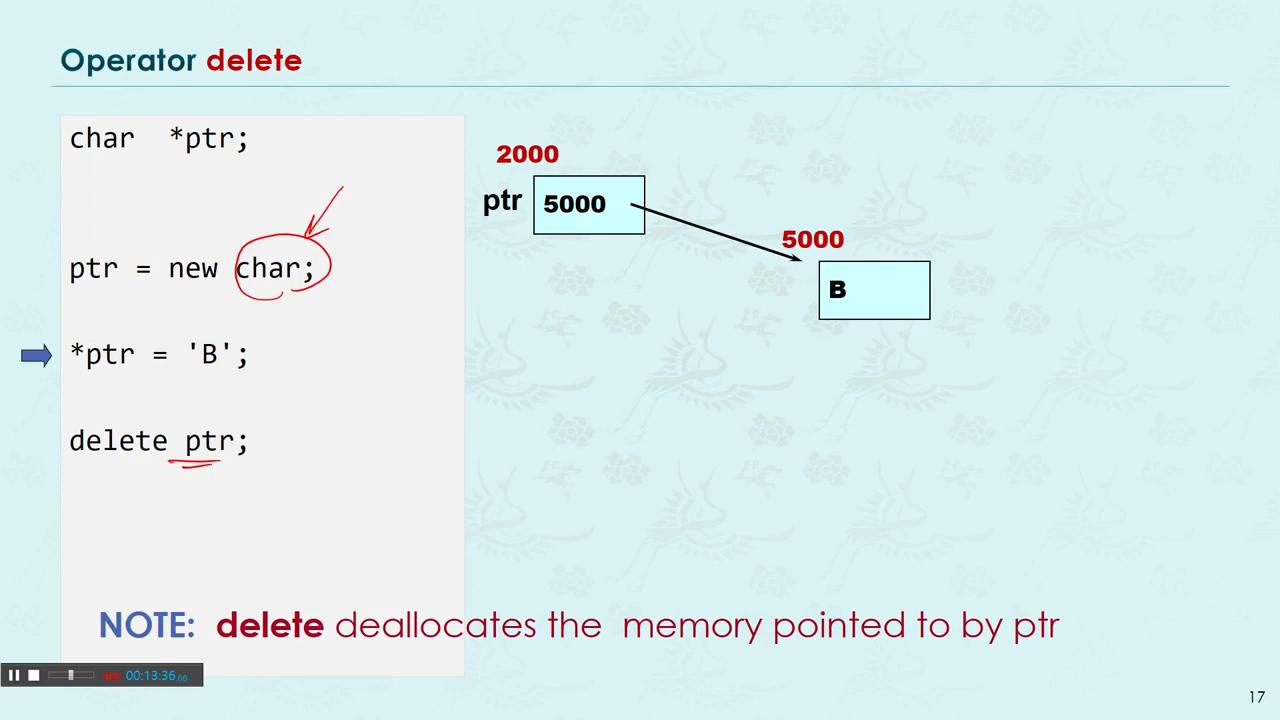 Operator delete
char *ptr;
ptr = new char;
*ptr = 'B';
delete ptr;
2000
ptr 5000
5000
B
NOTE: delete deallocates the memory pointed to by ptr
00:13:36
17